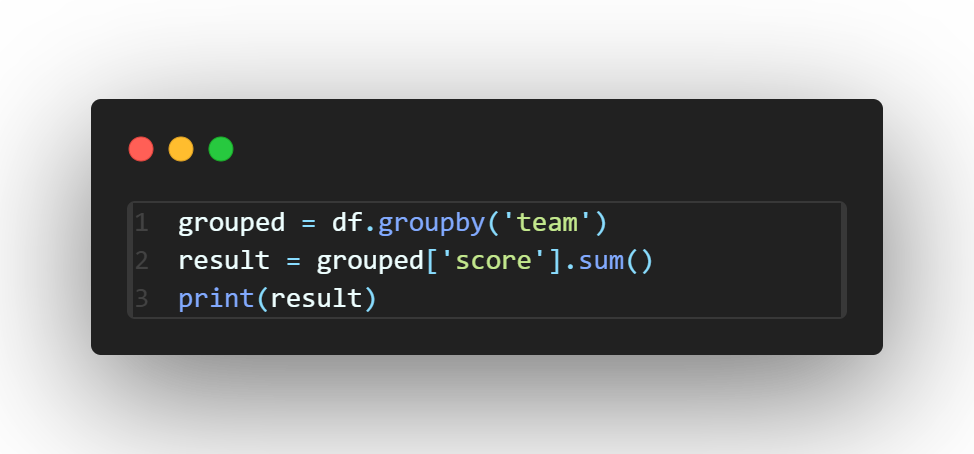 1 grouped = df.groupby('team')
2 result = grouped['score'].sum()
3 print(result)